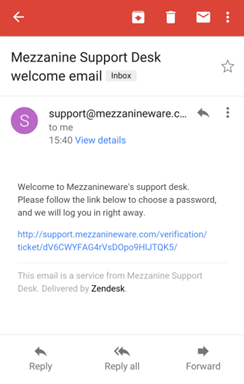 Mezzanine Support Desk
welcome email Inbox
S
support@mezzanineware.c...
to me
15:40 View details
Welcome to Mezzanineware's support desk.
Please follow the link below to choose a password,
and we will log you in right away.
http://support.mezzanineware.com/verification/
ticket/dV6CWYFAG4rVsDOpo9HIJTQK5/
This email is a service from Mezzanine Support
Desk. Delivered by Zendesk
Reply
Reply all
Forward